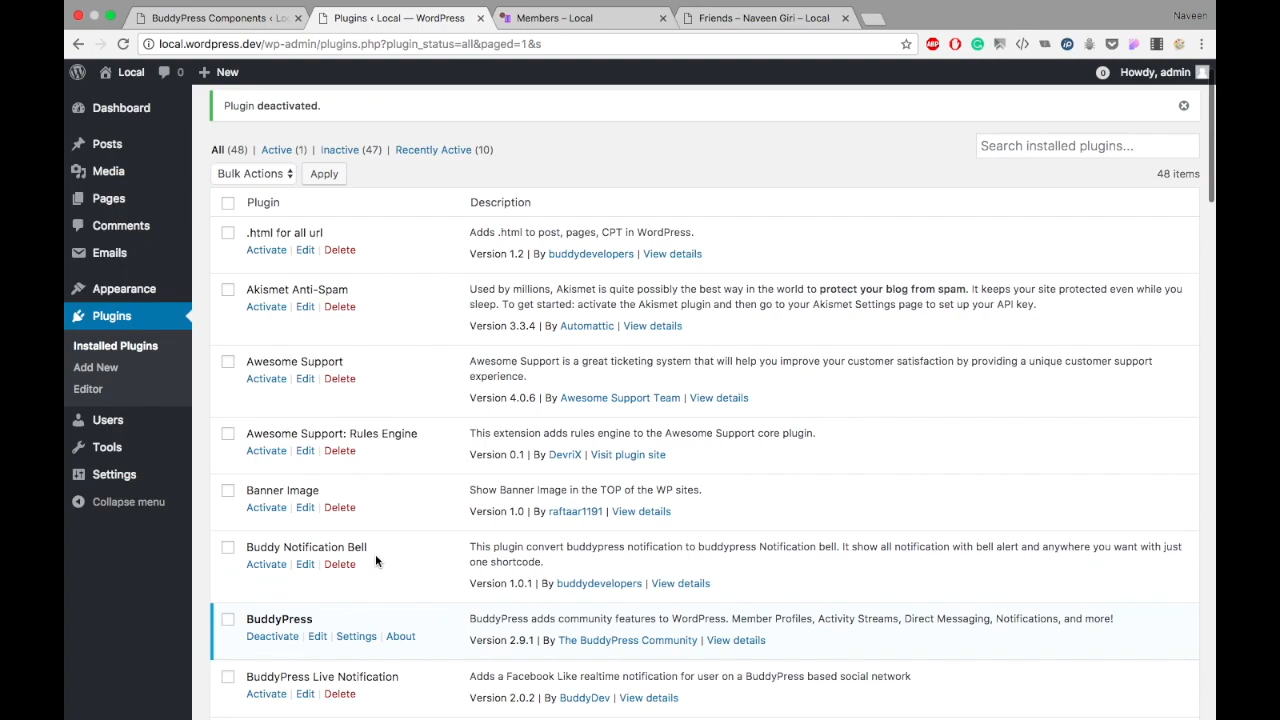 BuddyPress Components ‹ Loc
Plugins ‹ Local — WordPress
Members – Local
Friends – Naveen Giri – Local
Naveen
local.wordpress.dev/wp-admin/plugins.php?plugin_status=all&paged=1&s
Local
0
New
0
Howdy, admin
Dashboard
Posts
Media
Pages
Comments
Emails
Appearance
Plugins
Installed Plugins
Add New
Editor
Users
Tools
Settings
Collapse menu
Plugin deactivated.
All (48) | Active (1) | Inactive (47) | Recently Active (10)
Search installed plugins...
Bulk Actions
Apply
48 items
Plugin
Description
.html for all url
Activate | Edit | Delete
Adds .html to post, pages, CPT in WordPress.
Version 1.2 | By buddydevelopers | View details
Akismet Anti-Spam
Activate | Edit | Delete
Used by millions, Akismet is quite possibly the best way in the world to protect your blog from spam. It keeps your site protected even while you
sleep. To get started: activate the Akismet plugin and then go to your Akismet Settings page to set up your API key.
Version 3.3.4 | By Automattic | View details
Awesome Support
Activate | Edit | Delete
Awesome Support is a great ticketing system that will help you improve your customer satisfaction by providing a unique customer support
experience.
Version 4.0.6 | By Awesome Support Team | View details
Awesome Support: Rules Engine
Activate | Edit | Delete
This extension adds rules engine to the Awesome Support core plugin.
Version 0.1 | By DevriX | Visit plugin site
Banner Image
Activate | Edit | Delete
Show Banner Image in the TOP of the WP sites.
Version 1.0 | By raftaar1191 | View details
Buddy Notification Bell
Activate | Edit | Delete
This plugin convert buddypress notification to buddypress Notification bell. It show all notification with bell alert and anywhere you want with just
one shortcode.
Version 1.0.1 | By buddydevelopers | View details
BuddyPress
Deactivate | Edit | Settings | About
BuddyPress adds community features to WordPress. Member Profiles, Activity Streams, Direct Messaging, Notifications, and more!
Version 2.9.1 | By The BuddyPress Community | View details
BuddyPress Live Notification
Activate | Edit | Delete
Adds a Facebook Like realtime notification for user on a BuddyPress based social network
Version 2.0.2 | By BuddyDev | View details